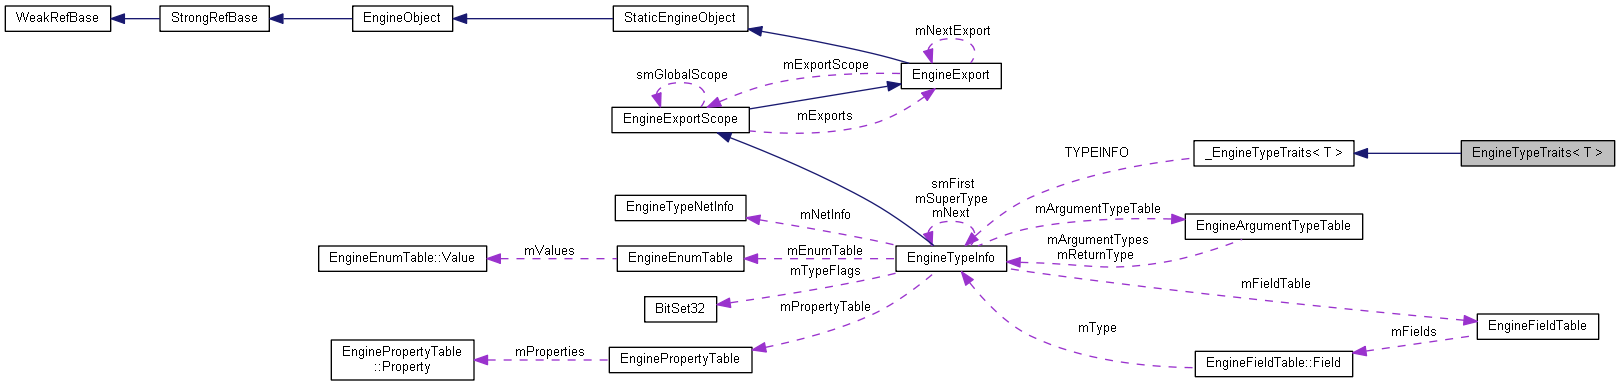 WeakRefBase
StrongRefBase
EngineObject
StaticEngineObject
mNextExport
mExportScope
EngineExport
smGlobalScope
EngineExportScope
mExports
TYPEINFO
_EngineTypeTraits< T >
EngineTypeTraits< T >
EngineTypeNetInfo
mNetInfo
smFirst
mSuperType
mNext
mArgumentTypeTable
EngineArgumentTypeTable
mArgumentTypes
mReturnType
EngineEnumTable::Value
mValues
EngineEnumTable
mEnumTable
EngineTypeInfo
mTypeFlags
BitSet32
mFieldTable
mPropertyTable
mType
mFields
EngineFieldTable
EnginePropertyTable
::Property
mProperties
EnginePropertyTable
EngineFieldTable::Field